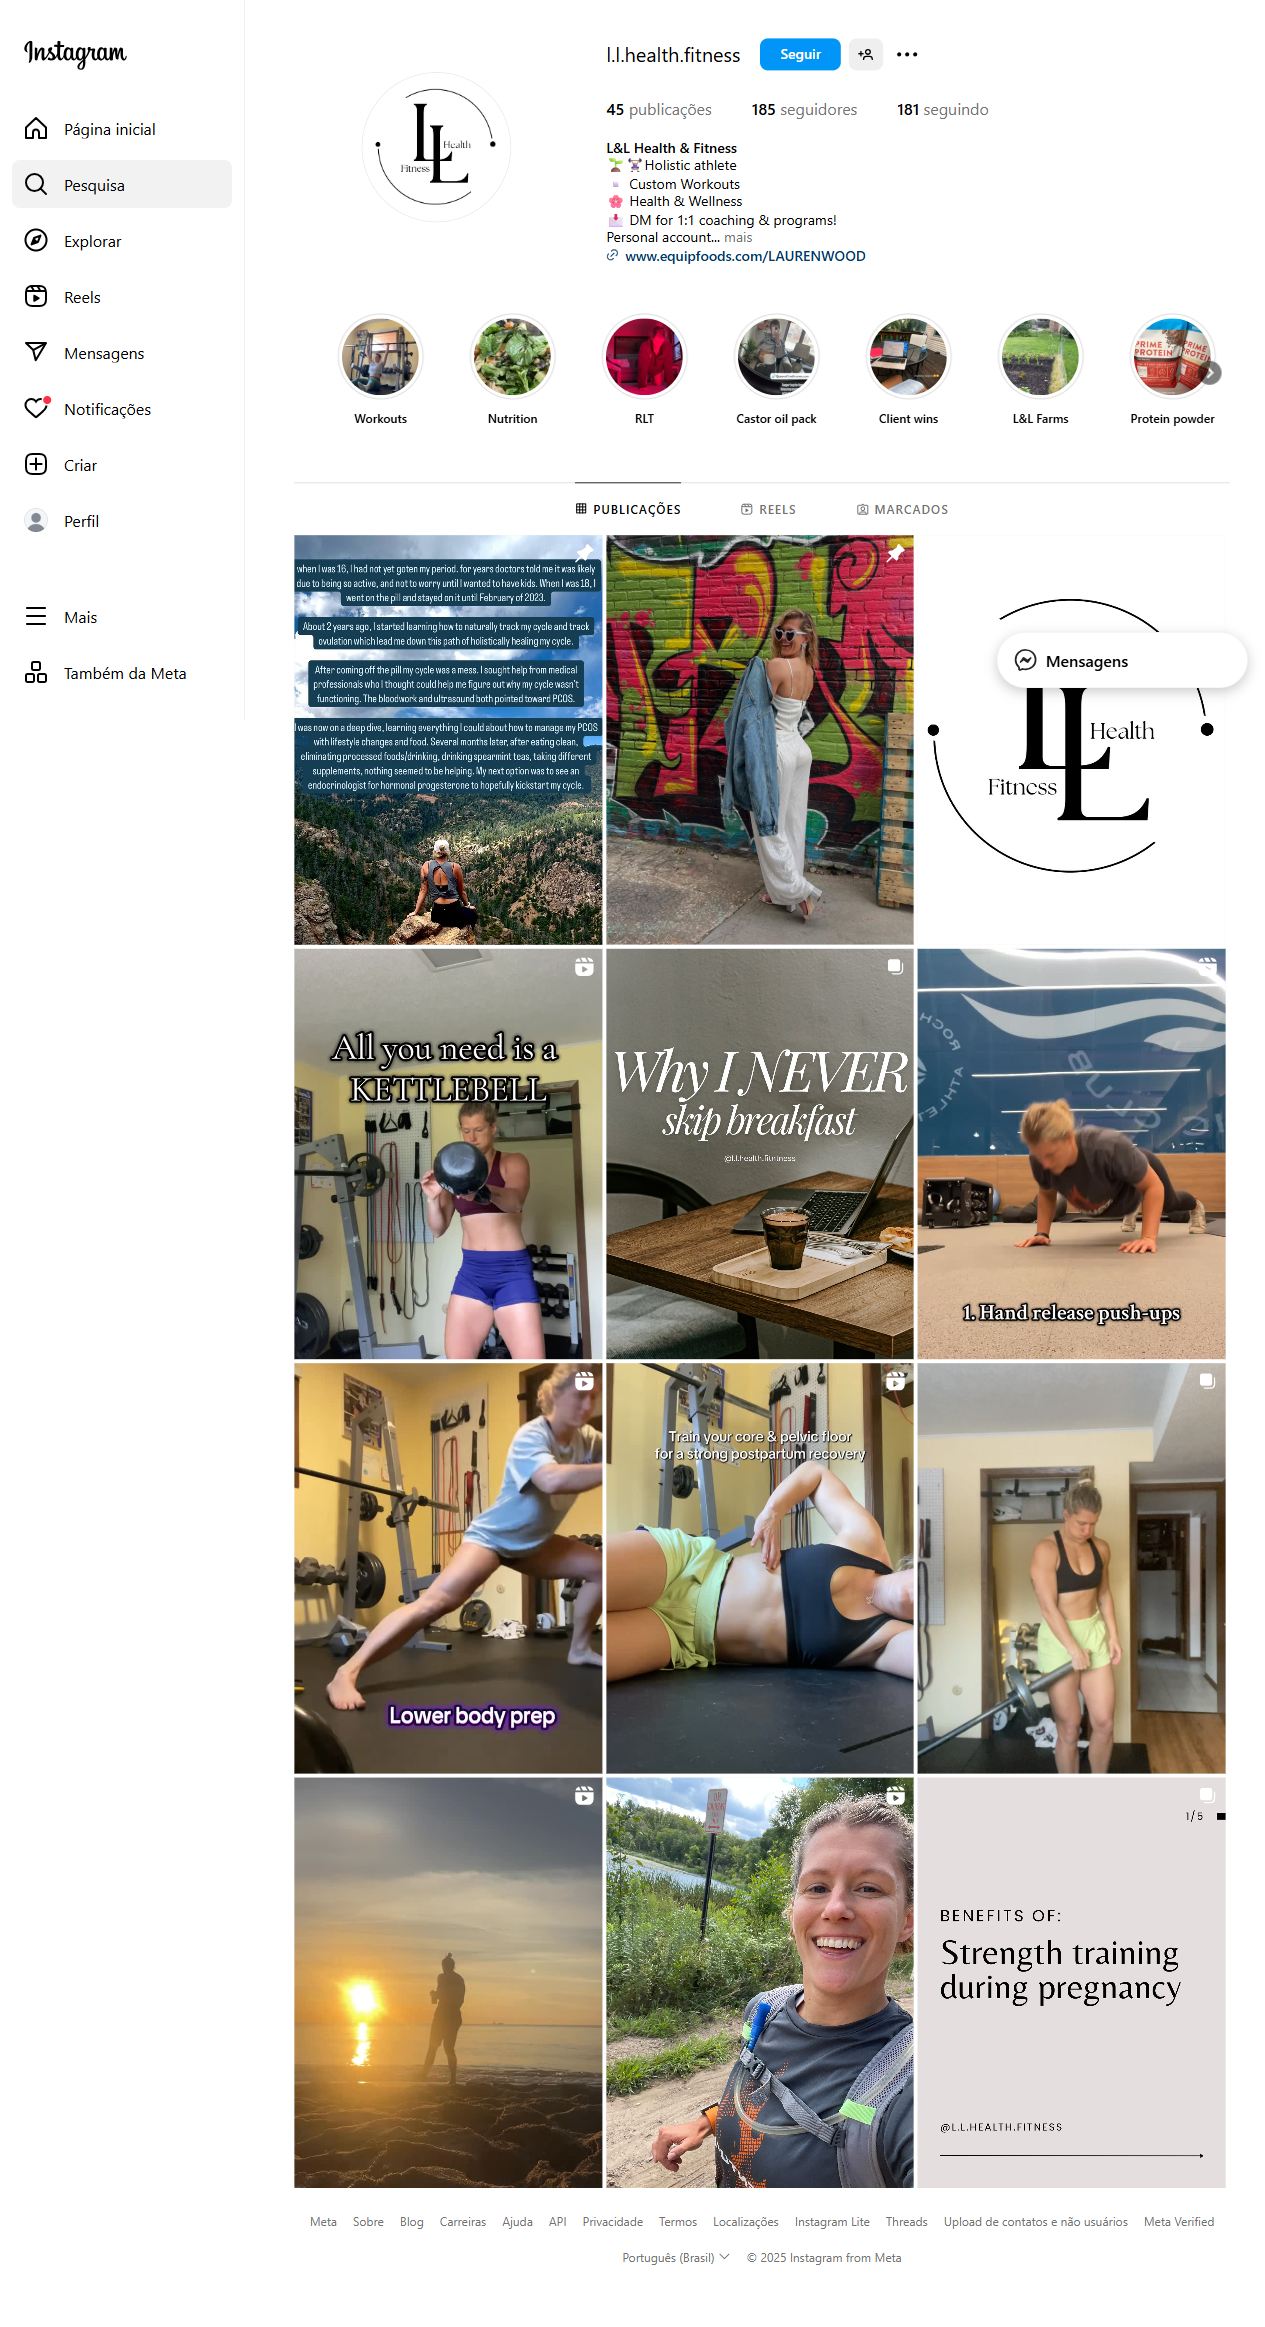 Instagram
Página inicial
Pesquisa
Explorar
Reels
Mensagens
Notificações
Criar
Perfil
Mais
Também da Meta
l.l.health.fitness
Seguir
45 publicações
185 seguidores
181 seguindo
L&L Health & Fitness
Holistic athlete
Custom Workouts
Health & Wellness
DM for 1:1 coaching & programs!
Personal account... mais
www.equipfoods.com/LAURENWOOD
LL
Health
Fitness
PRIME
PROTEIN
PRIME
Workouts
Nutrition
RLT
Castor oil pack
Client wins
L&L Farms
Protein powder
PUBLICAÇÕES
REELS
MARCADOS
when I was 16, I had not yet goten my period. for years doctors told me it was likely
due to being so active, and not to worry until I wanted to have kids. When I was 18, I
went on the pill and stayed on it until February of 2023.
About 2 years ago, I started learning how to naturally track my cycle and track
ovulation which lead me down this path of holistically healing my cycle.
After coming off the pill my cycle was a mess. I sought help from medical
professionals who I thought could help me figure out why my cycle wasn't
functioning. The bloodwork and ultrasound both pointed toward PCOS.
I was now on a deep dive, learning everything I could about how to manage my PCOS
with lifestyle changes and food. Several months later, after eating clean,
eliminating processed foods/drinking, drinking spearmint teas, taking different
supplements, nothing seemed to be helping. My next option was to see an
endocrinologist for hormonal progesterone to hopefully kickstart my cycle.
LL
Health
Fitness
Mensagens
All you need is a
KETTLEBELL
Why I NEVER
skip breakfast
@l.l.health.fitnness
1. Hand release push-ups
Lower body prep
Train your core & pelvic floor
for a strong postpartum recovery
1/5
BENEFITS OF:
Strength training
during pregnancy
@L.L.HEALTH.FITNESS
Meta
Sobre
Blog
Carreiras
Ajuda
API
Privacidade
Termos
Localizações
Instagram Lite
Threads
Upload de contatos e não usuários
Meta Verified
Português (Brasil)
© 2025 Instagram from Meta